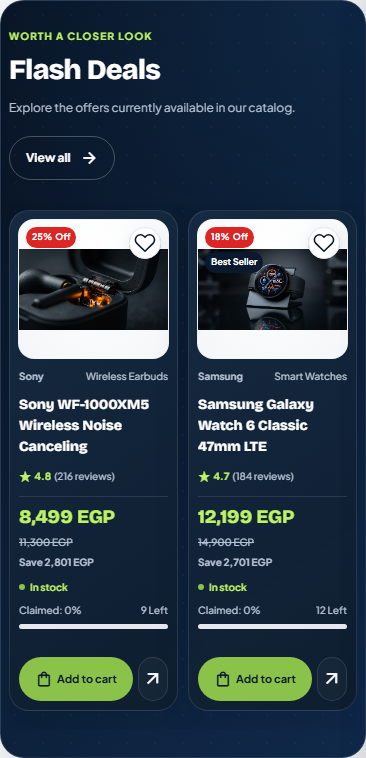 WORTH A CLOSER LOOK
Flash Deals
Explore the offers currently available in our catalog.
View all
25% Off
Sony Wireless Earbuds
Sony WF-1000XM5
Wireless Noise
Canceling
4.8 (216 reviews)
8,499 EGP
11,300 EGP
Save 2,801 EGP
In stock
Claimed: 0% 9 Left
Add to cart
18% Off
Best Seller
Samsung Smart Watches
Samsung Galaxy
Watch 6 Classic
47mm LTE
4.7 (184 reviews)
12,199 EGP
14,900 EGP
Save 2,701 EGP
In stock
Claimed: 0% 12 Left
Add to cart